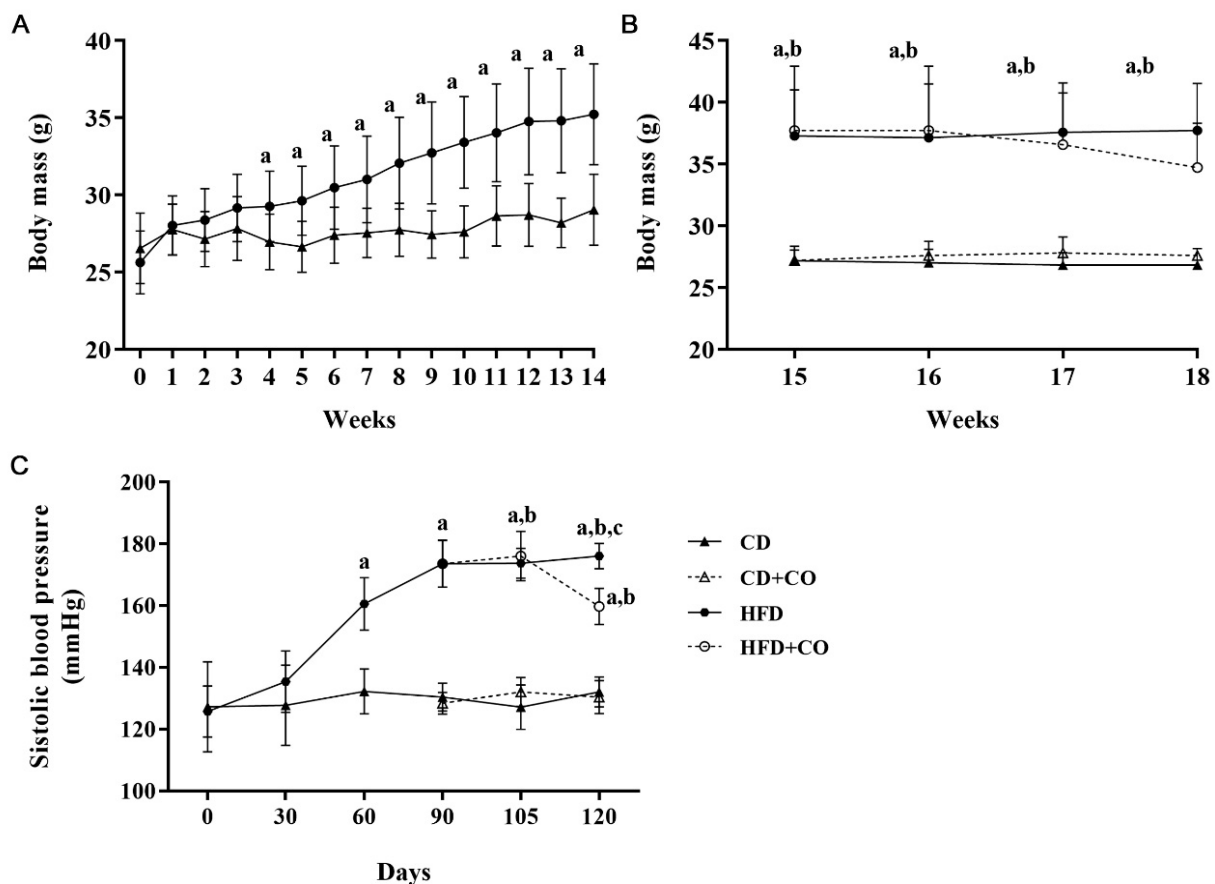 A
Body mass (g)
40
35
30
25
20
a a a a a a a a a a a
0 1 2 3 4 5 6 7 8 9 10 11 12 13 14
Weeks
B
Body mass (g)
45
40
35
30
25
20
a,b a,b a,b a,b
15 16 17 18
Weeks
C
Sistolic blood pressure
(mmHg)
200
180
160
140
120
100
a a a,b a,b,c
a,b
0 30 60 90 105 120
Days
CD
CD+CO
HFD
HFD+CO